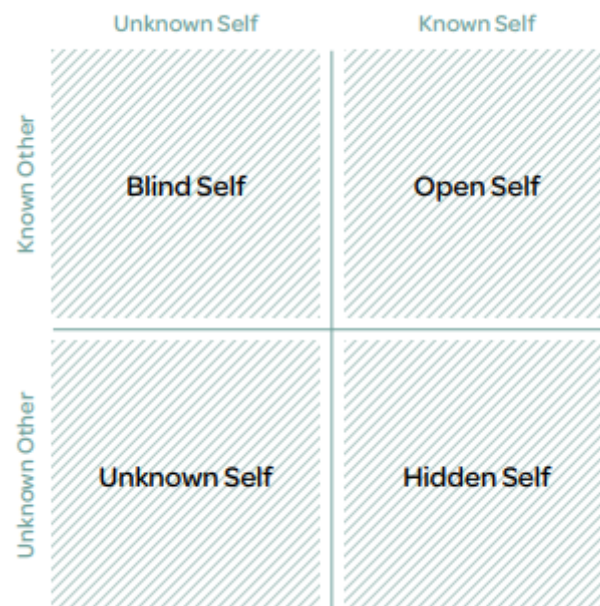 Unknown Self
Known Self
Known Other
Blind Self
Open Self
Unknown Other
Unknown Self
Hidden Self